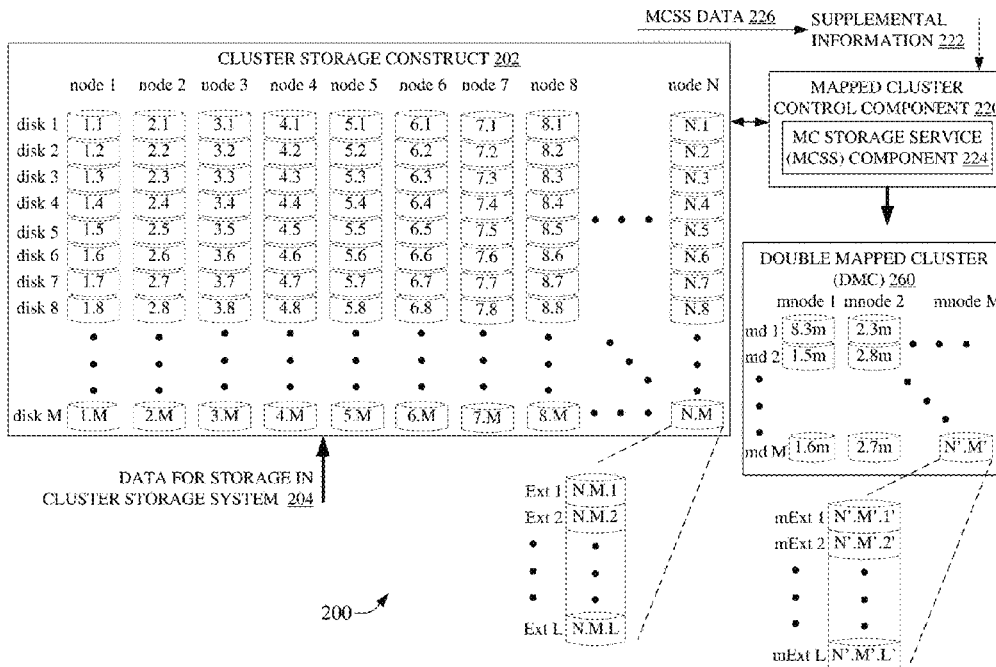 MCSS DATA 226
SUPPLEMENTAL
INFORMATION 222
CLUSTER STORAGE CONSTRUCT 202
node 1 node 2 node 3 node 4 node 5 node 6 node 7 node 8 node N
disk 1 1.1 2.1 3.1 4.1 5.1 6.1 7.1 8.1 N.1
disk 2 1.2 2.2 3.2 4.2 5.2 6.2 7.2 8.2 N.2
disk 3 1.3 2.3 3.3 4.3 5.3 6.3 7.3 8.3 N.3
disk 4 1.4 2.4 3.4 4.4 5.4 6.4 7.4 8.4 N.4
disk 5 1.5 2.5 3.5 4.5 5.5 6.5 7.5 8.5 N.5
disk 6 1.6 2.6 3.6 4.6 5.6 6.6 7.6 8.6 N.6
disk 7 1.7 2.7 3.7 4.7 5.7 6.7 7.7 8.7 N.7
disk 8 1.8 2.8 3.8 4.8 5.8 6.8 7.8 8.8 N.8
disk M 1.M 2.M 3.M 4.M 5.M 6.M 7.M 8.M N.M
MAPPED CLUSTER
CONTROL COMPONENT 220
MC STORAGE SERVICE
(MCSS) COMPONENT 224
DOUBLE MAPPED CLUSTER
(DMC) 260
mnode 1 mnode 2 mnode M
md 1 8.3m 2.3m
md 2 1.5m 2.8m
md M 1.6m 2.7m N'.M'
DATA FOR STORAGE IN
CLUSTER STORAGE SYSTEM 204
Ext 1 N.M.1
Ext 2 N.M.2
Ext L N.M.L
mExt 1 N'.M'.1'
mExt 2 N'.M'.2'
mExt L N'.M'.L'
200